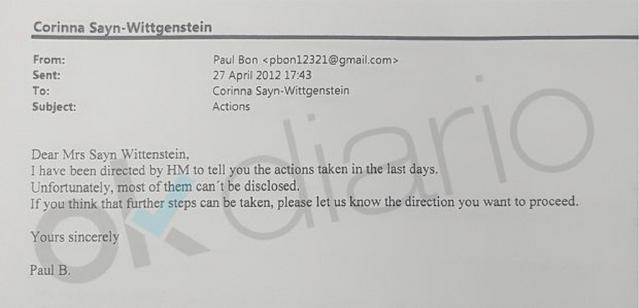 Corinna Sayn-Wittgenstein
From: Paul Bon <pbon12321@gmail.com>
Sent: 27 April 2012 17:43
To: Corinna Sayn-Wittgenstein
Subject: Actions
Dear Mrs Sayn Wittenstein,
I have been directed by HM to tell you the actions taken in the last days.
Unfortunately, most of them can´t be disclosed.
If you think that further steps can be taken, please let us know the direction you want to proceed.
Yours sincerely
Paul B.
okdiario